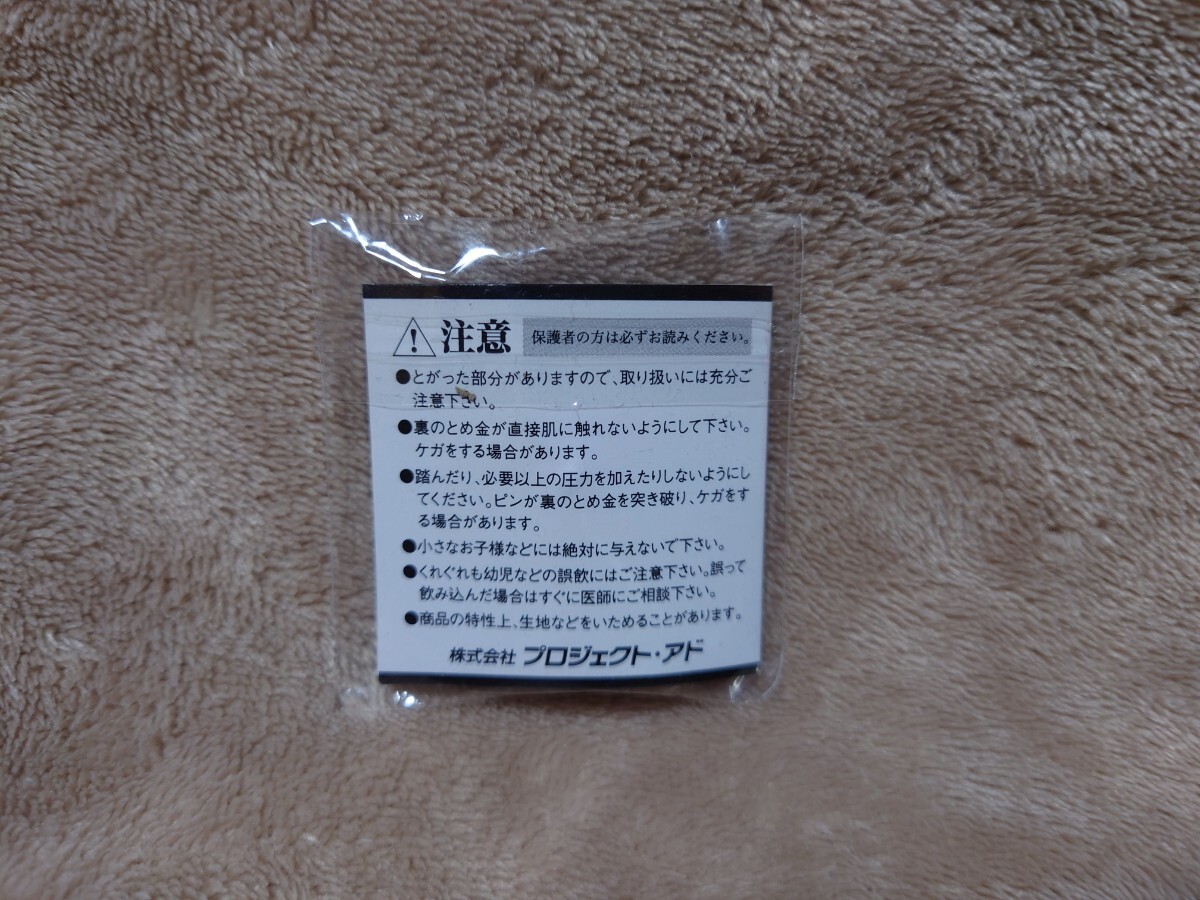 注意 保護者の方は必ずお読みください。
●とがった部分がありますので、取り扱いには充分ご
注意下さい。
●裏のとめ金が直接肌に触れないようにして下さい。
ケガをする場合があります。
●踏んだり、必要以上の圧力を加えたりしないようにし
てください。ピンが裏のとめ金を突き破り、ケガをす
る場合があります。
●小さなお子様などには絶対に与えないで下さい。
●くれぐれも幼児などの誤飲にはご注意下さい。誤って
飲み込んだ場合はすぐに医師にご相談下さい。
●商品の特性上、生地などをいためることがあります。
株式会社 プロジェクト・アド